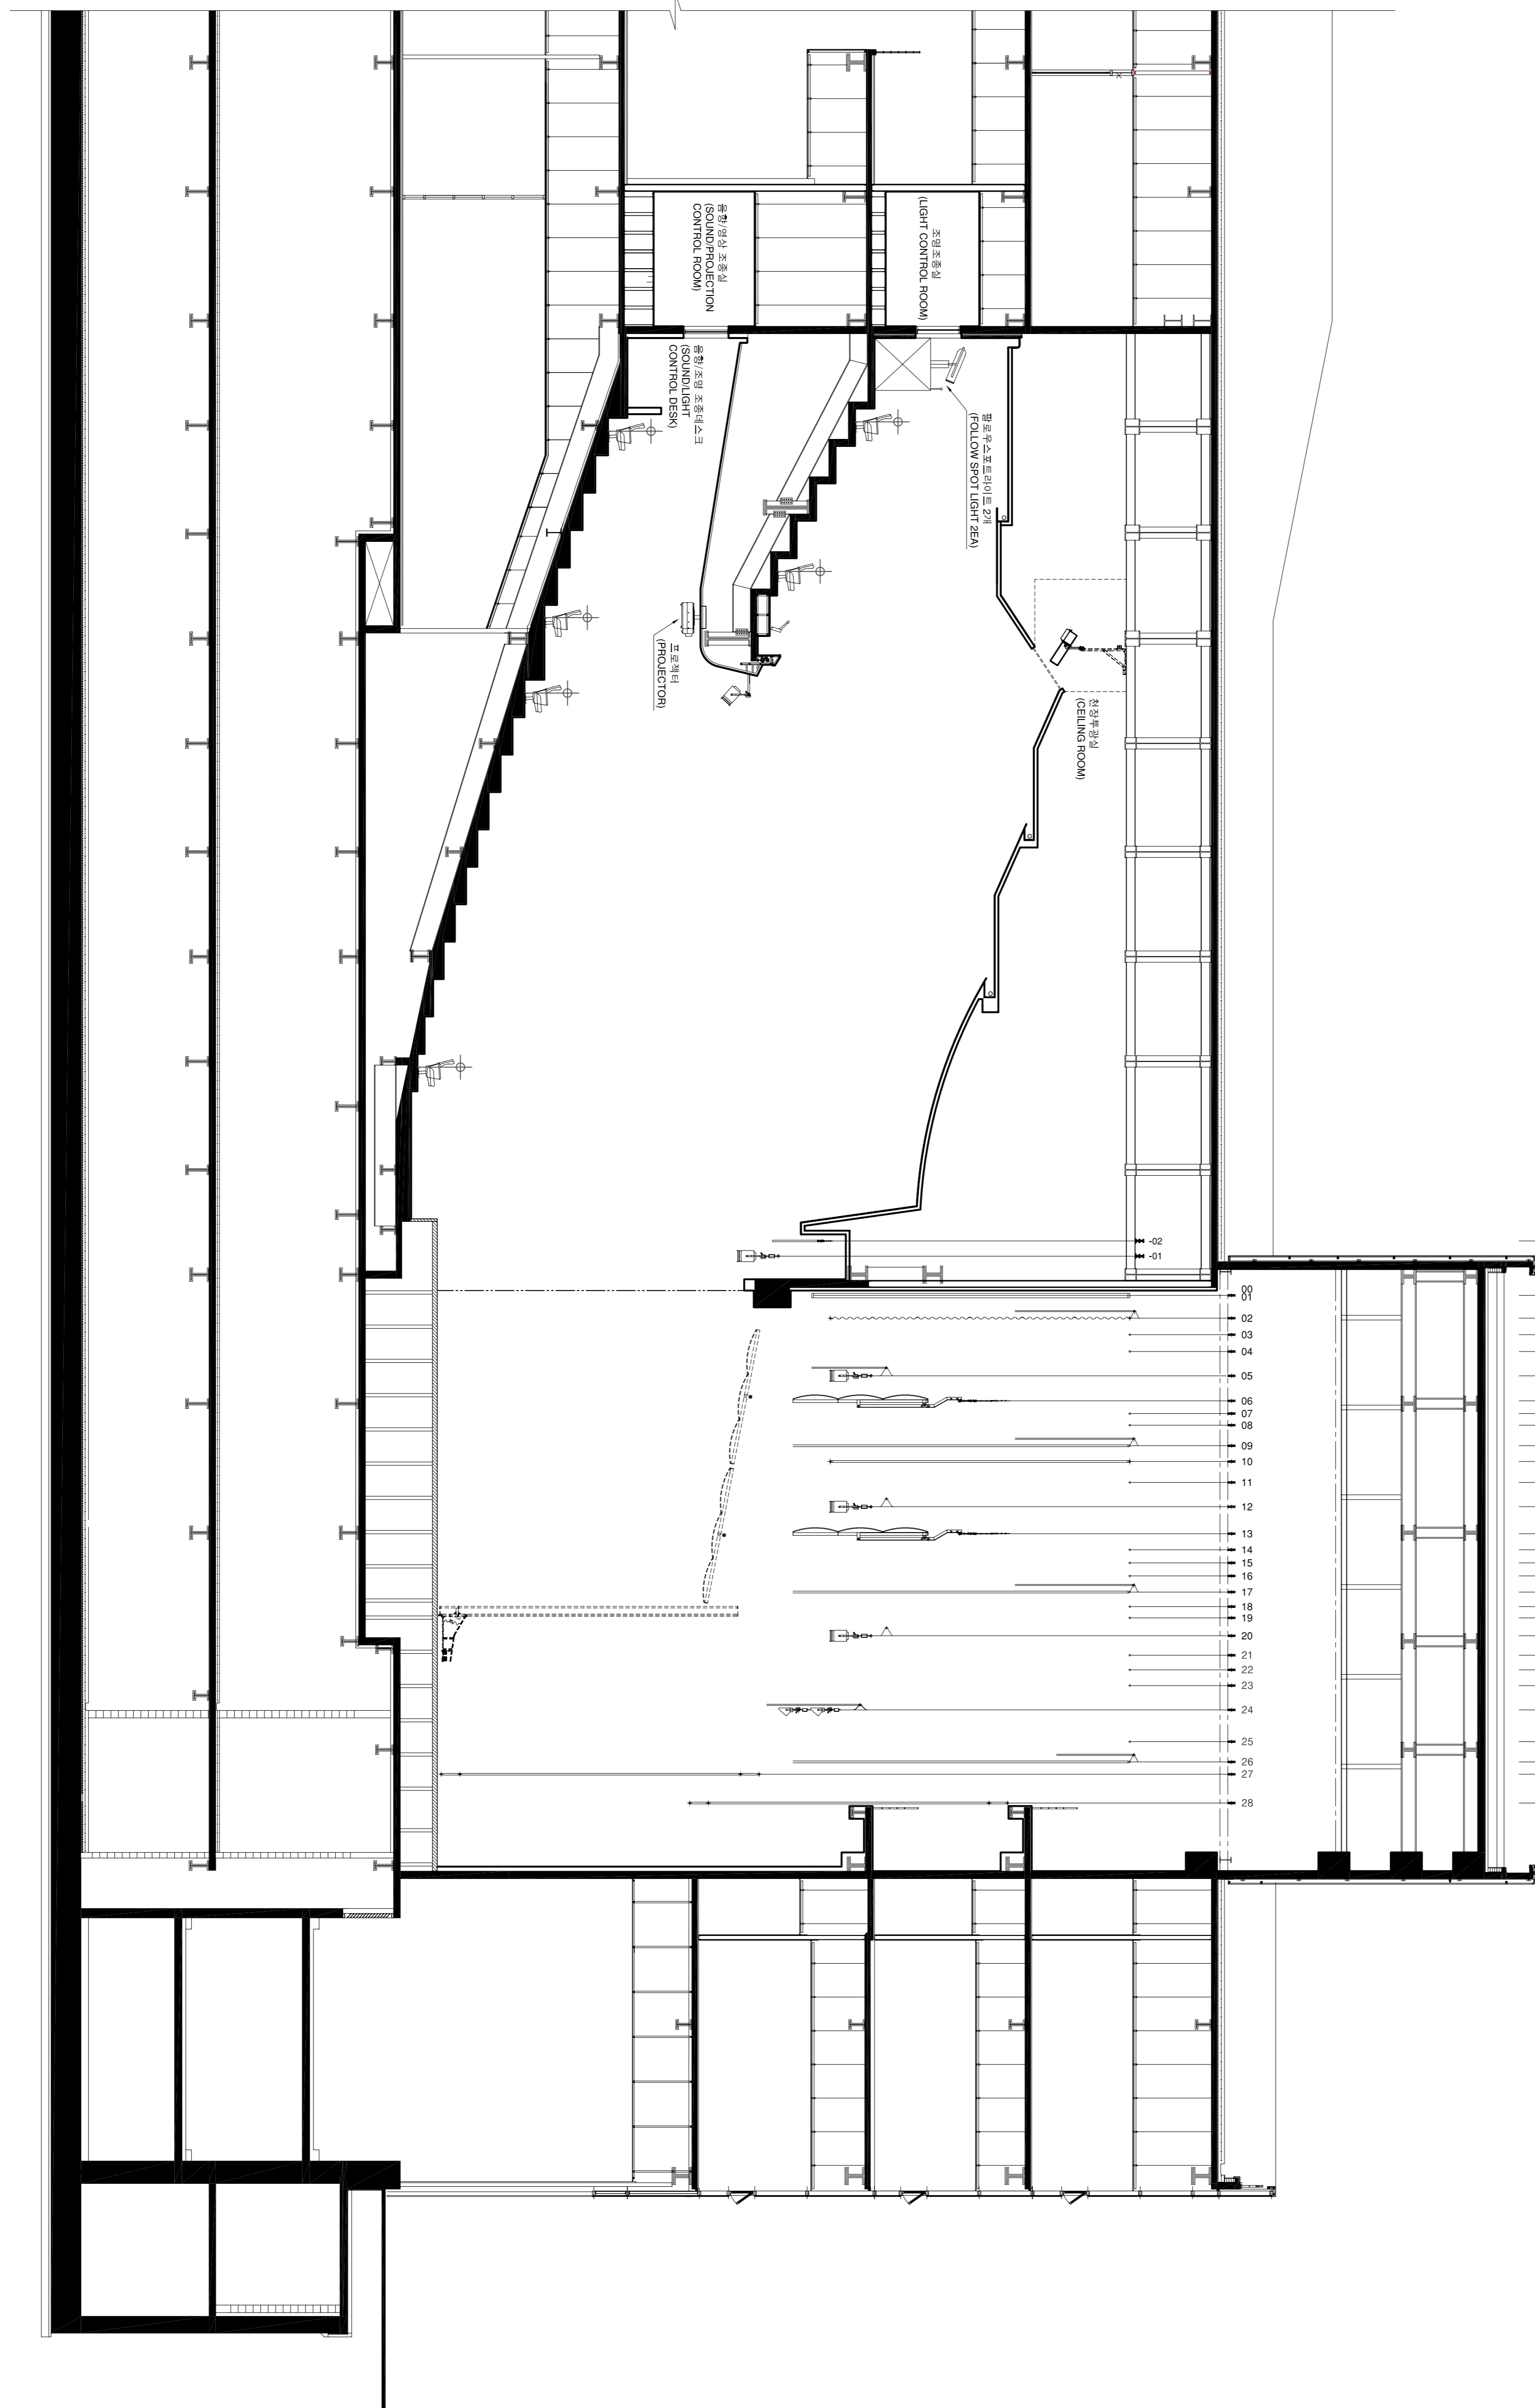 음향/영상 조종실
(SOUND/PROJECTION
CONTROL ROOM)
조명조종실
(LIGHT CONTROL ROOM)
음향/조명 조종데스크
(SOUND/LIGHT
CONTROL DESK)
팔로우스포트라이트 2개
(FOLLOW SPOT LIGHT 2EA)
프로젝터
(PROJECTOR)
천장투광실
(CEILING ROOM)
-02
-01
00
01
02
03
04
05
06
07
08
09
10
11
12
13
14
15
16
17
18
19
20
21
22
23
24
25
26
27
28